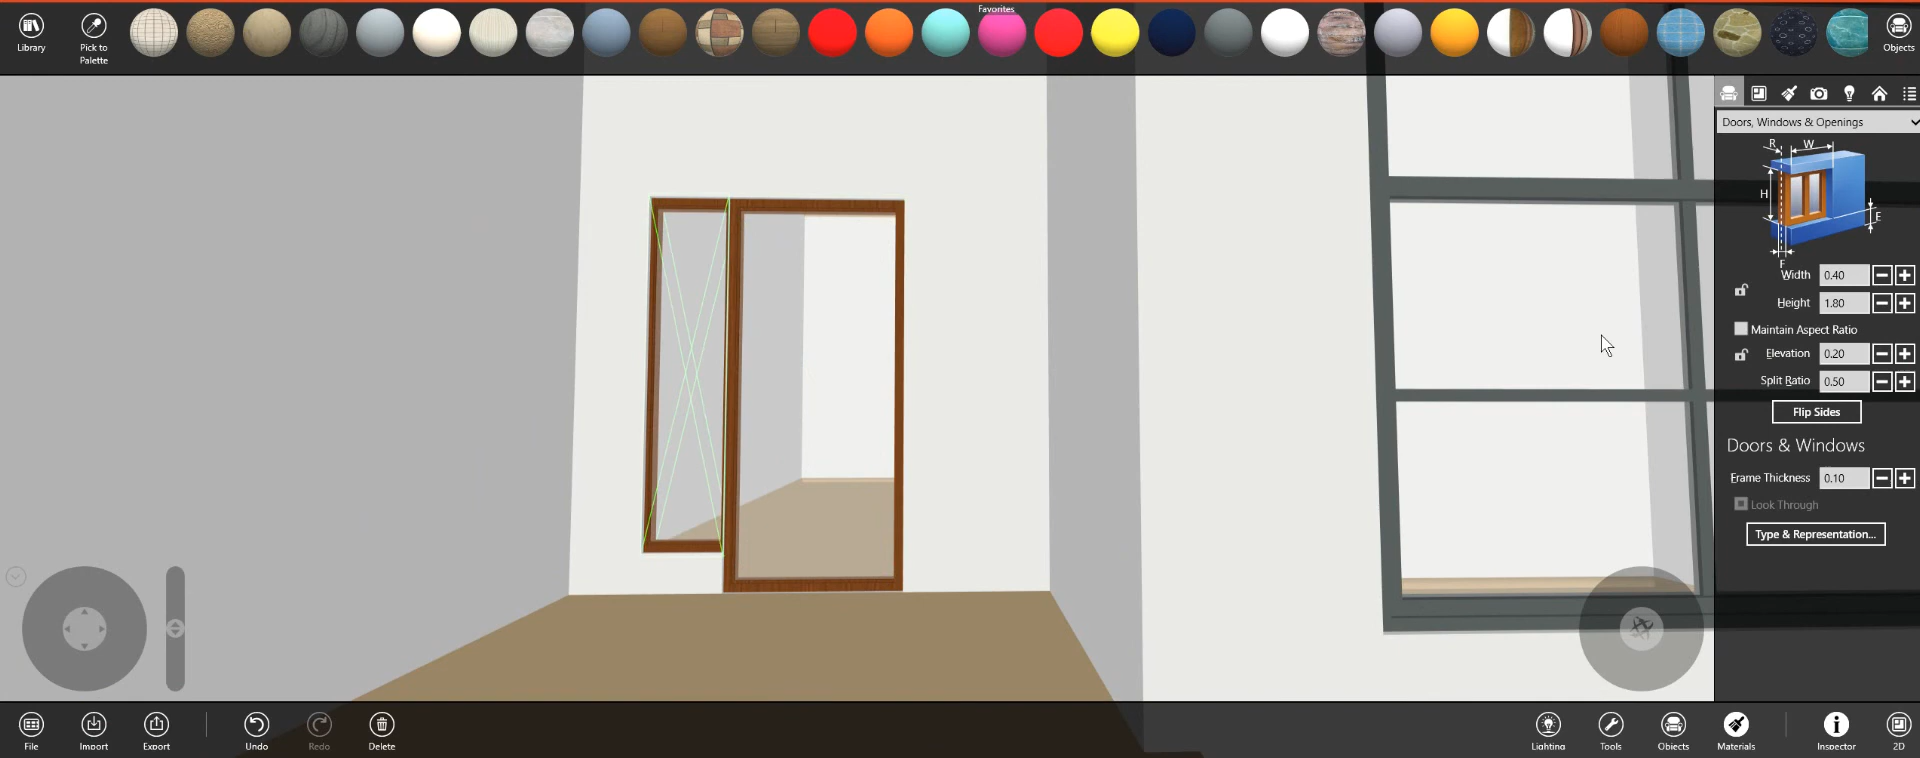 Favorites
Library
Pick to
Palette
Objects
Doors, Windows & Openings
R
W
H
E
F
Width 0.40
Height 1.80
Maintain Aspect Ratio
Elevation 0.20
Split Ratio 0.50
Flip Sides
Doors & Windows
Frame Thickness 0.10
Look Through
Type & Representation...
File
Import
Export
Undo
Redo
Delete
Lighting
Tools
Objects
Materials
Inspector
2D